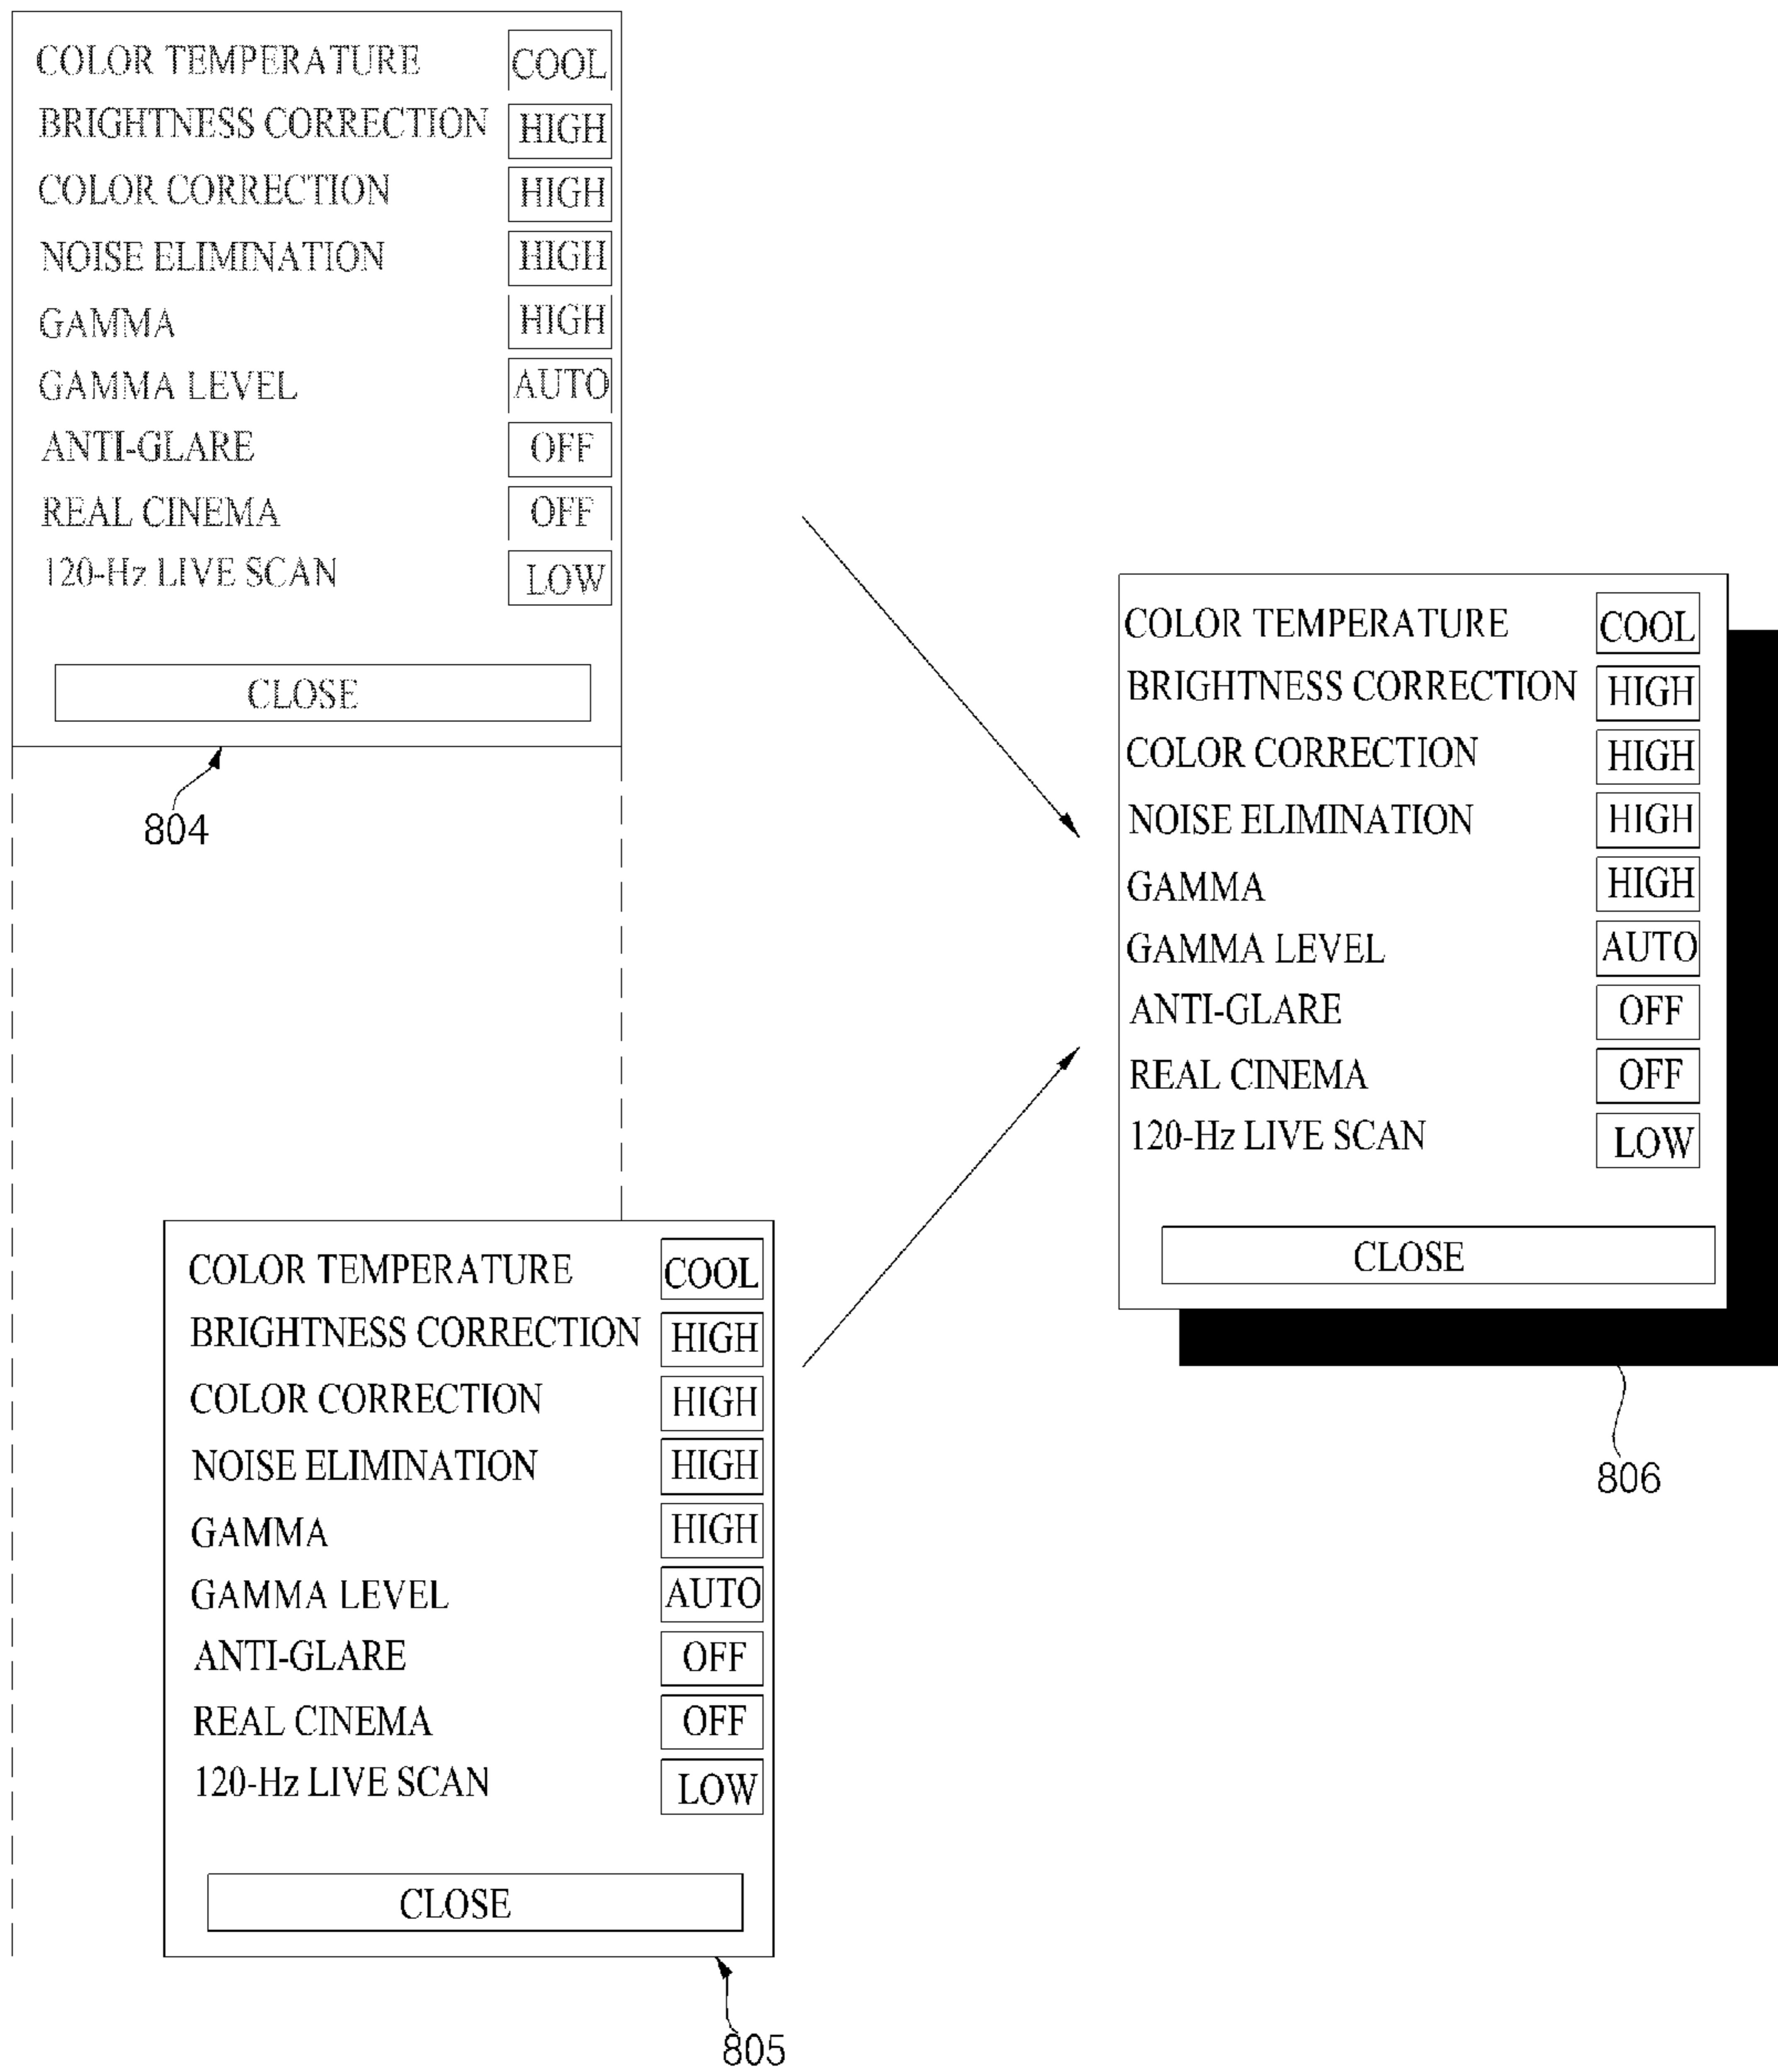 COLOR TEMPERATURE COOL
BRIGHTNESS CORRECTION HIGH
COLOR CORRECTION HIGH
NOISE ELIMINATION HIGH
GAMMA HIGH
GAMMA LEVEL AUTO
ANTI-GLARE OFF
REAL CINEMA OFF
120-Hz LIVE SCAN LOW
CLOSE
804
COLOR TEMPERATURE COOL
BRIGHTNESS CORRECTION HIGH
COLOR CORRECTION HIGH
NOISE ELIMINATION HIGH
GAMMA HIGH
GAMMA LEVEL AUTO
ANTI-GLARE OFF
REAL CINEMA OFF
120-Hz LIVE SCAN LOW
CLOSE
806
COLOR TEMPERATURE COOL
BRIGHTNESS CORRECTION HIGH
COLOR CORRECTION HIGH
NOISE ELIMINATION HIGH
GAMMA HIGH
GAMMA LEVEL AUTO
ANTI-GLARE OFF
REAL CINEMA OFF
120-Hz LIVE SCAN LOW
CLOSE
805